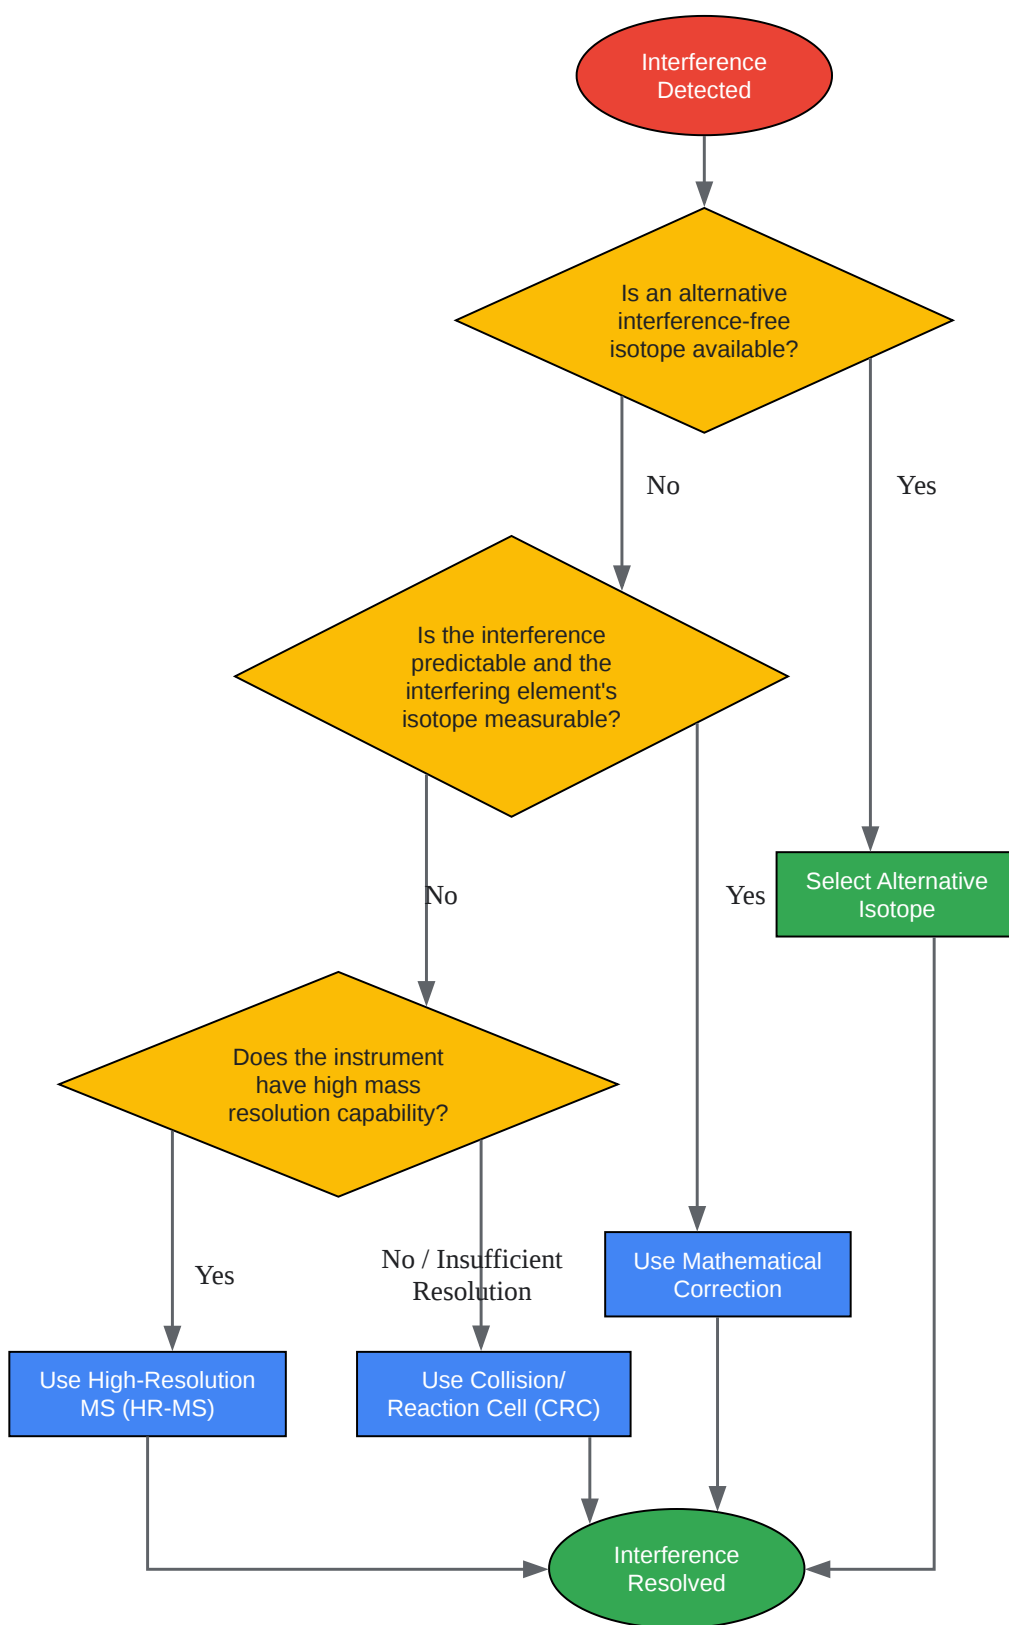 Interference
Detected
Is an alternative
interference-free
isotope available?
No
Yes
Is the interference
predictable and the
interfering element's
isotope measurable?
No
Yes
Select Alternative
Isotope
Does the instrument
have high mass
resolution capability?
Yes
No / Insufficient
Resolution
Use Mathematical
Correction
Use High-Resolution
MS (HR-MS)
Use Collision/
Reaction Cell (CRC)
Interference
Resolved